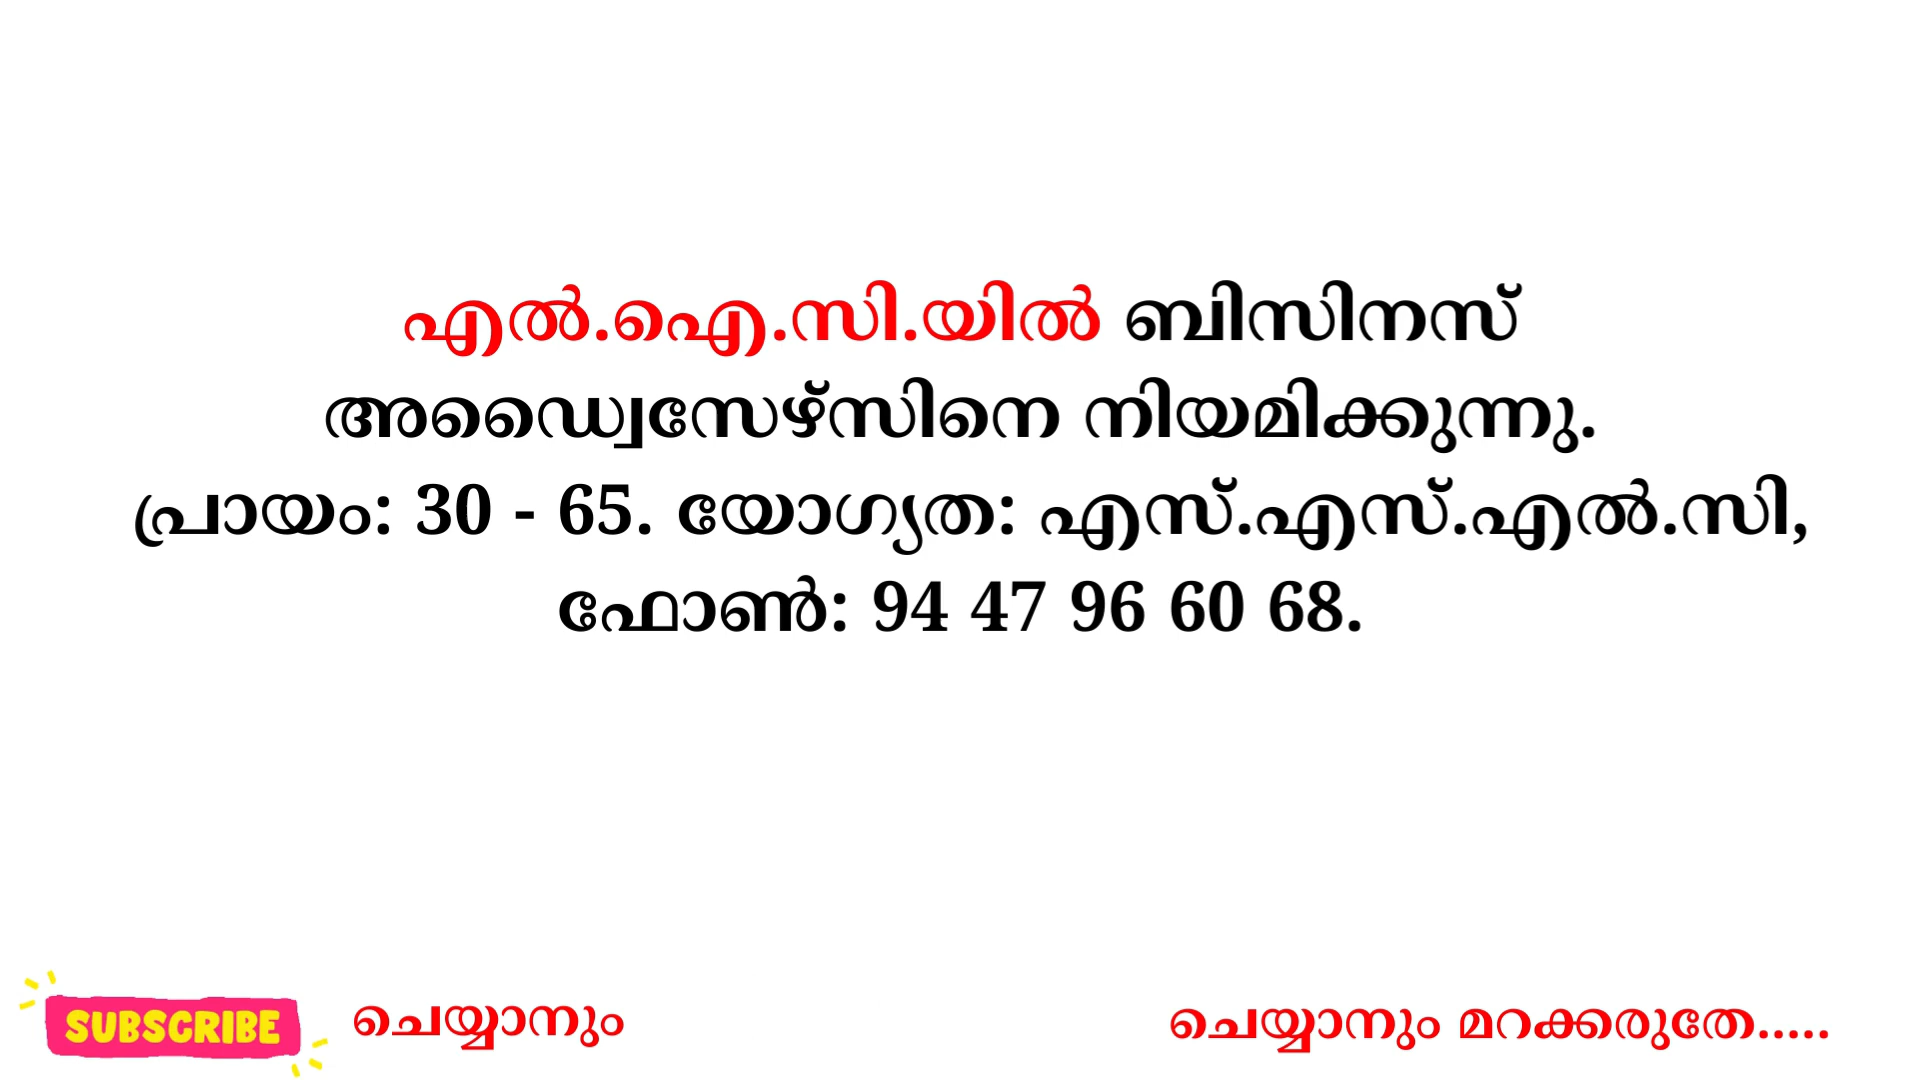 എൽ.ഐ.സി.യിൽ ബിസിനസ്
അഡ്വൈസേഴ്സിനെ നിയമിക്കുന്നു.
പ്രായം: 30 - 65. യോഗ്യത: എസ്.എസ്.എൽ.സി,
ഫോൺ: 94 47 96 60 68.
SUBSCRIBE ചെയ്യാനും ചെയ്യാനും മറക്കരുതേ.....